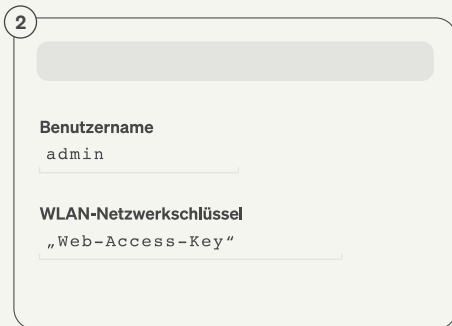 2
Benutzername
admin
WLAN-Netzwerkschlüssel
„Web-Access-Key“